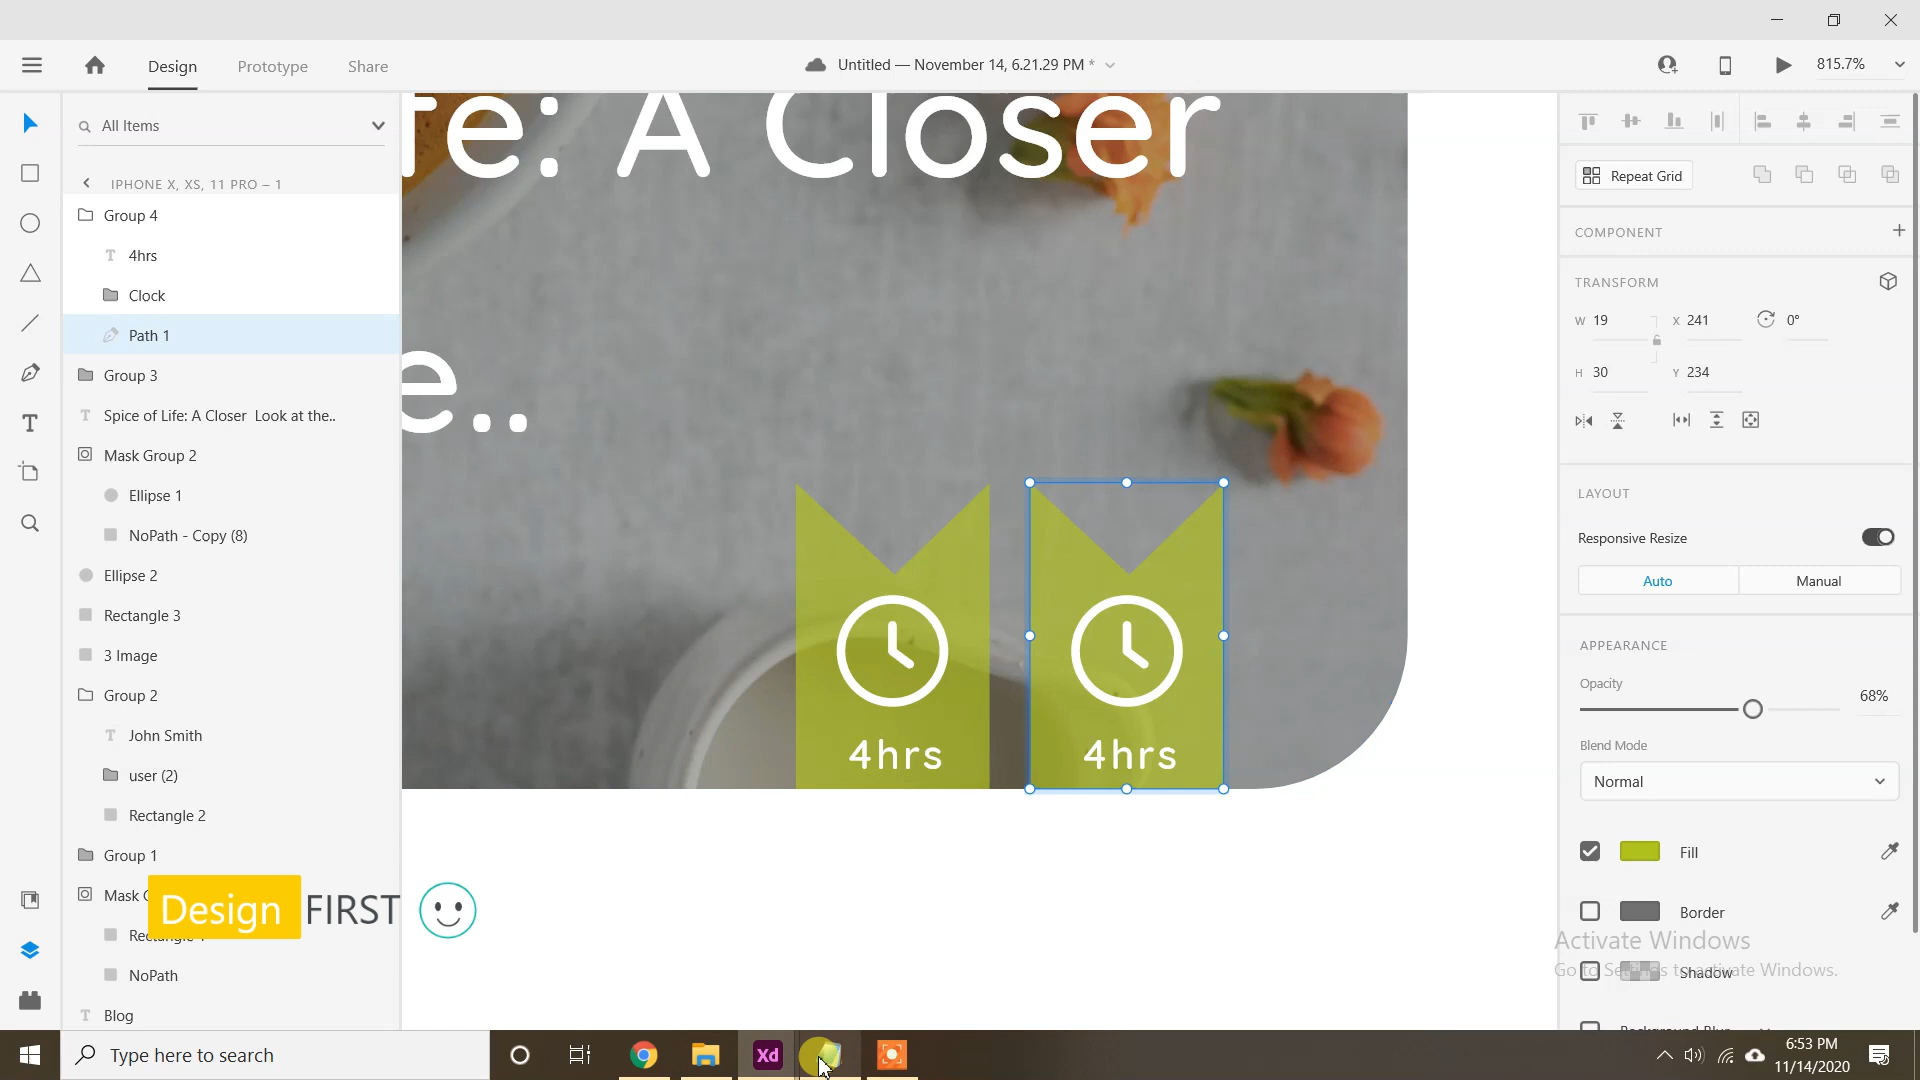 Design
Prototype
Share
Untitled — November 14, 6.21.29 PM *
815.7%
All Items
IPHONE X, XS, 11 PRO – 1
Group 4
4hrs
Clock
Path 1
Group 3
Spice of Life: A Closer Look at the..
Mask Group 2
Ellipse 1
NoPath - Copy (8)
Ellipse 2
Rectangle 3
3 Image
Group 2
John Smith
user (2)
Rectangle 2
Group 1
Mask
NoPath
Blog
Design FIRST
fe: A Closer
e..
4hrs
4hrs
Repeat Grid
COMPONENT
TRANSFORM
W 19
X 241
0°
H 30
Y 234
LAYOUT
Responsive Resize
Auto
Manual
APPEARANCE
Opacity
68%
Blend Mode
Normal
Fill
Border
Shadow
Activate Windows
Go to Settings to activate Windows.
Type here to search
Xd
6:53 PM
11/14/2020